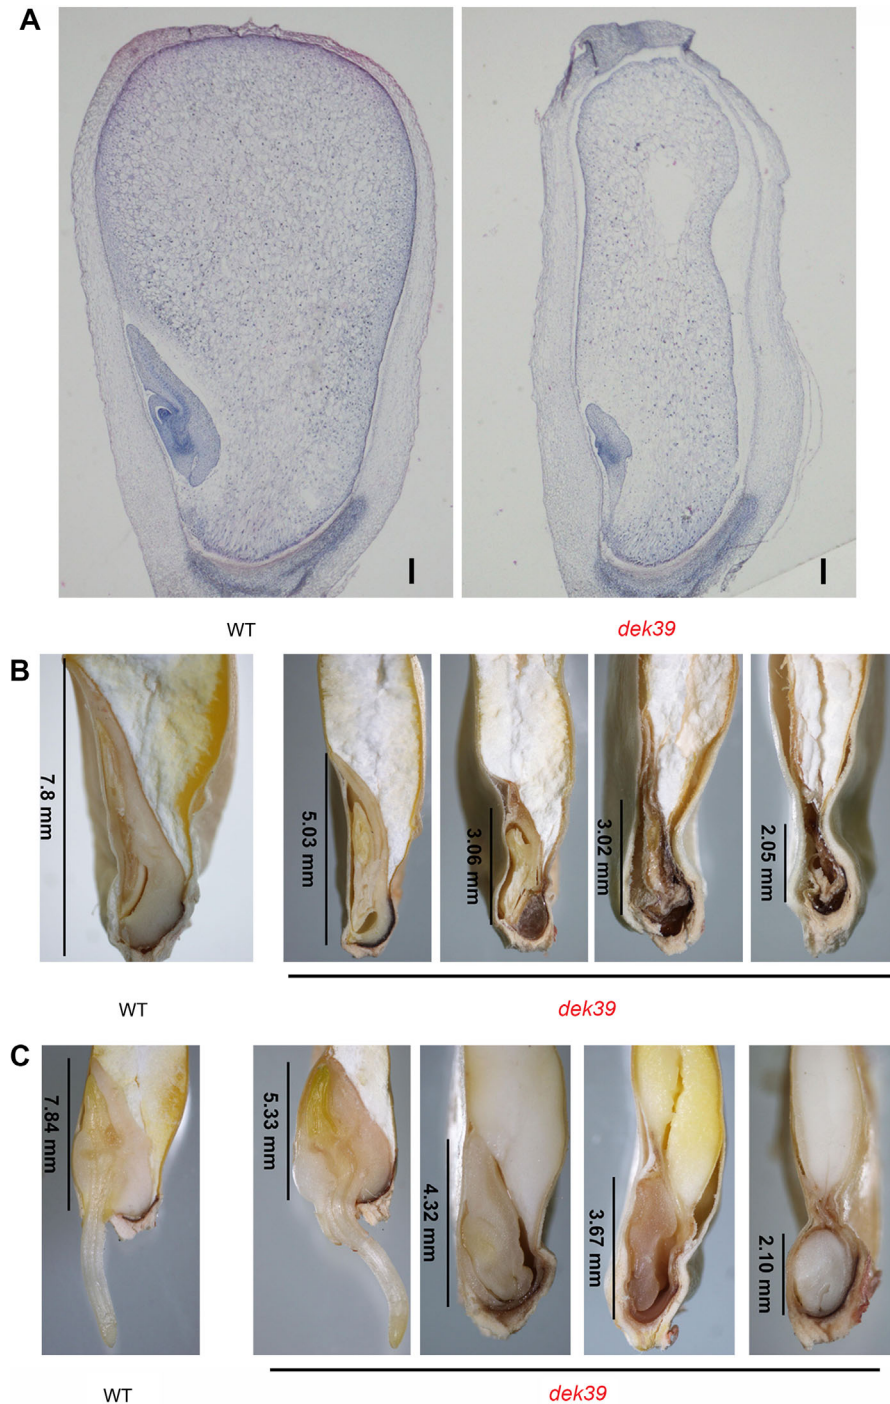 A
WT
dek39
B
7.8 mm
5.03 mm
3.06 mm
3.02 mm
2.05 mm
WT
dek39
C
7.84 mm
5.33 mm
4.32 mm
3.67 mm
2.10 mm
WT
dek39